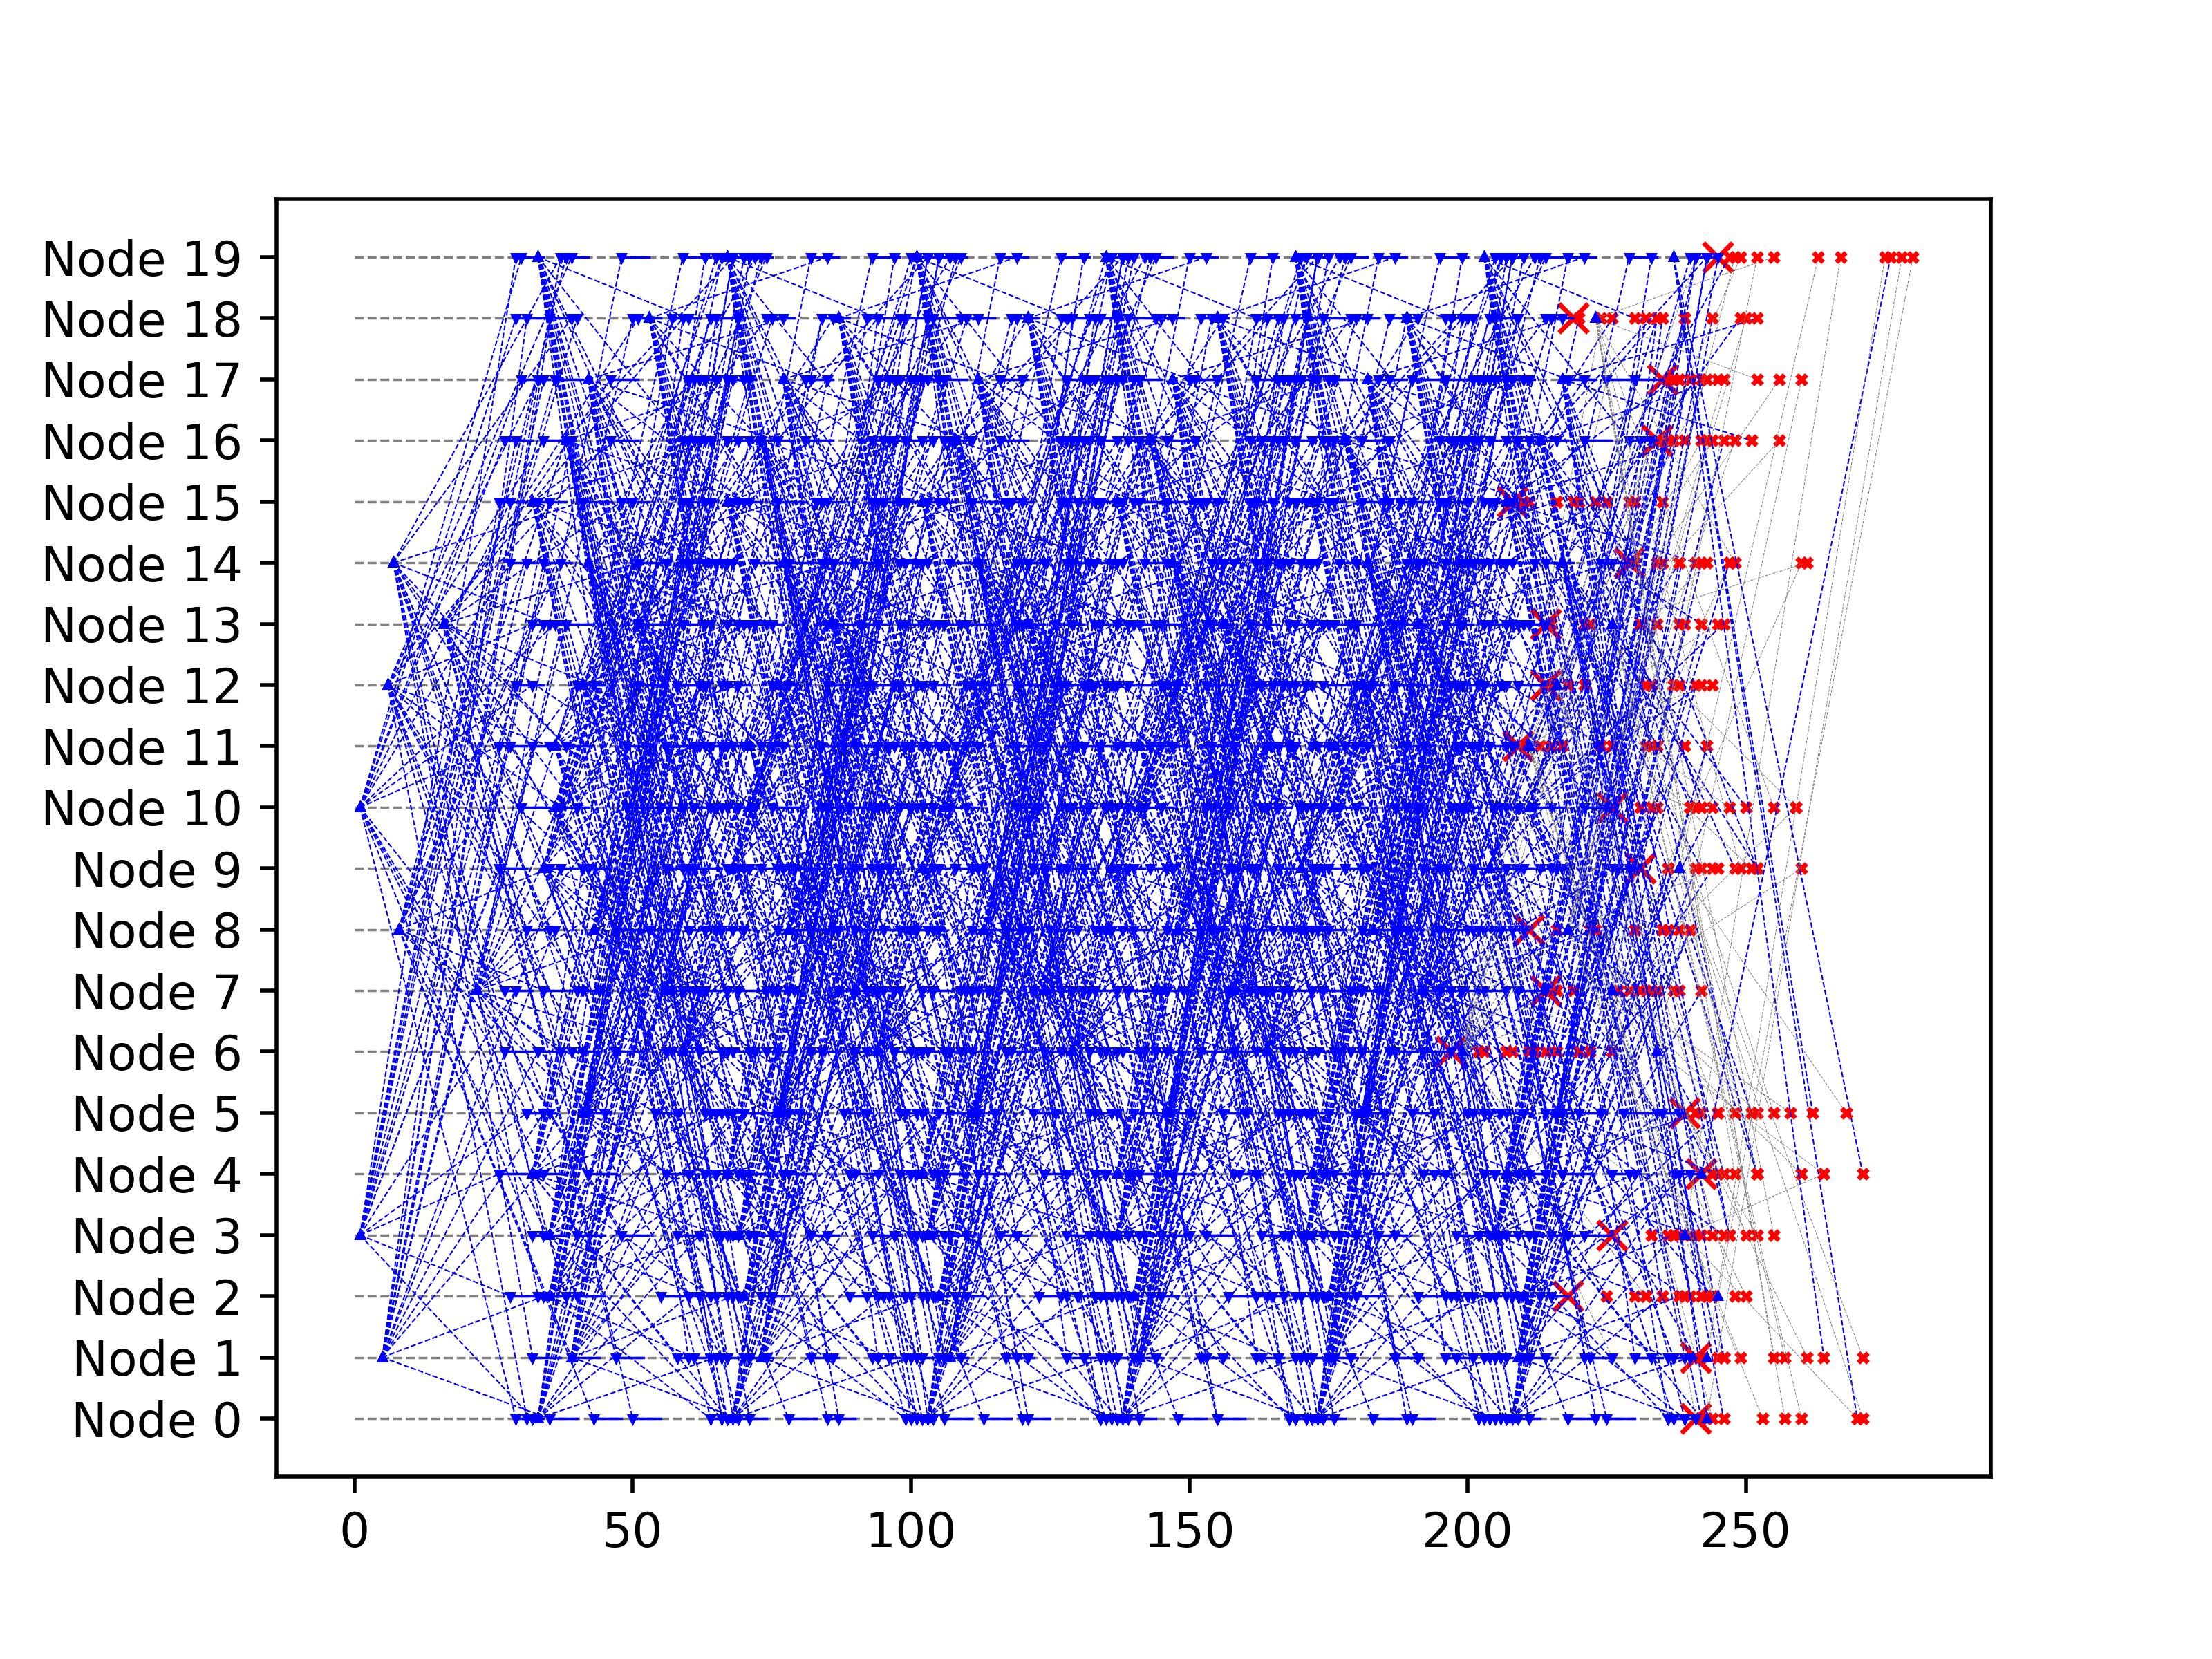 Node 19
Node 18
Node 17
Node 16
Node 15
Node 14
Node 13
Node 12
Node 11
Node 10
Node 9
Node 8
Node 7
Node 6
Node 5
Node 4
Node 3
Node 2
Node 1
Node 0
0 50 100 150 200 250